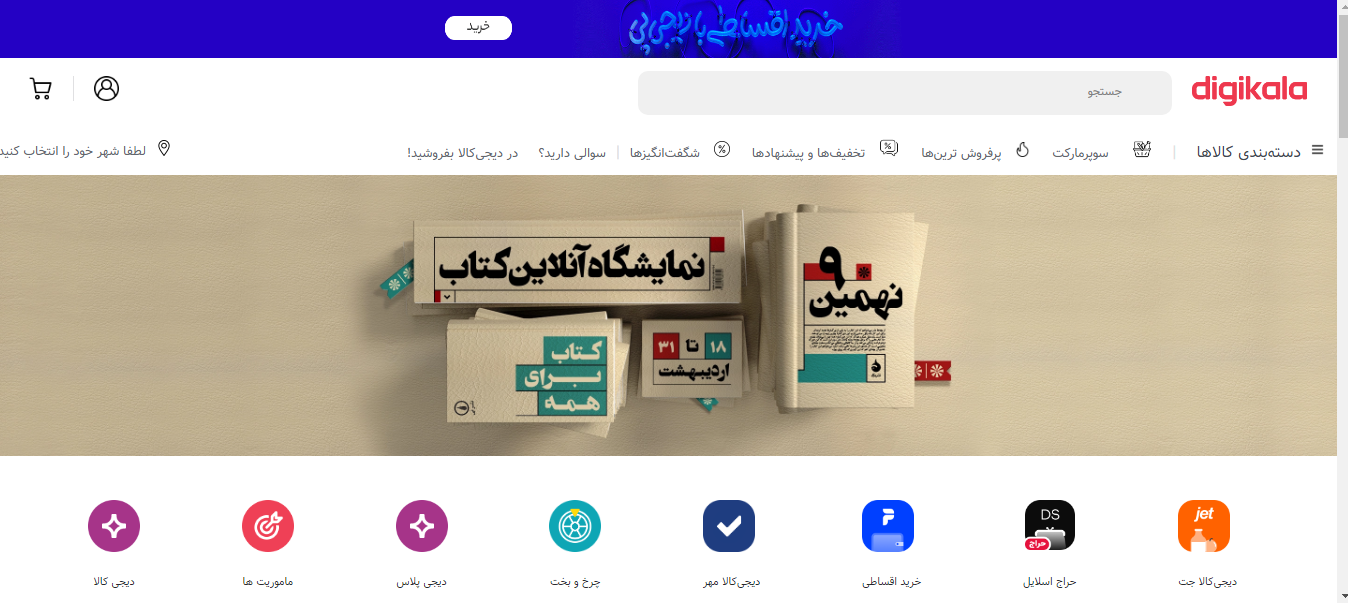 خرید اقساطی با دیجی‌پی
خرید
digikala
جستجو
دسته‌بندی کالاها
سوپرمارکت
پرفروش ترین‌ها
تخفیف‌ها و پیشنهادها
شگفت‌انگیزها
سوالی دارید؟
در دیجی‌کالا بفروشید!
لطفا شهر خود را انتخاب کنید
۹
نهمین
نمایشگاه آنلاین کتاب
۱۸ تا ۳۱
اردیبهشت
کتاب
برای
همه
jet
DS
حراج
دیجی‌کالا جت
حراج اسلایل
خرید اقساطی
دیجی‌کالا مهر
چرخ و بخت
دیجی پلاس
ماموریت ها
دیجی کالا